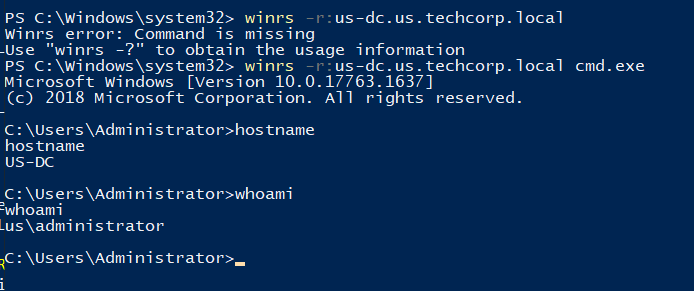 PS C:\Windows\system32> winrs -r:us-dc.us.techcorp.local
Winrs error: Command is missing
Use "winrs -?" to obtain the usage information
PS C:\Windows\system32> winrs -r:us-dc.us.techcorp.local cmd.exe
Microsoft Windows [Version 10.0.17763.1637]
(c) 2018 Microsoft Corporation. All rights reserved.
C:\Users\Administrator>hostname
hostname
US-DC
C:\Users\Administrator>whoami
whoami
us\administrator
C:\Users\Administrator>